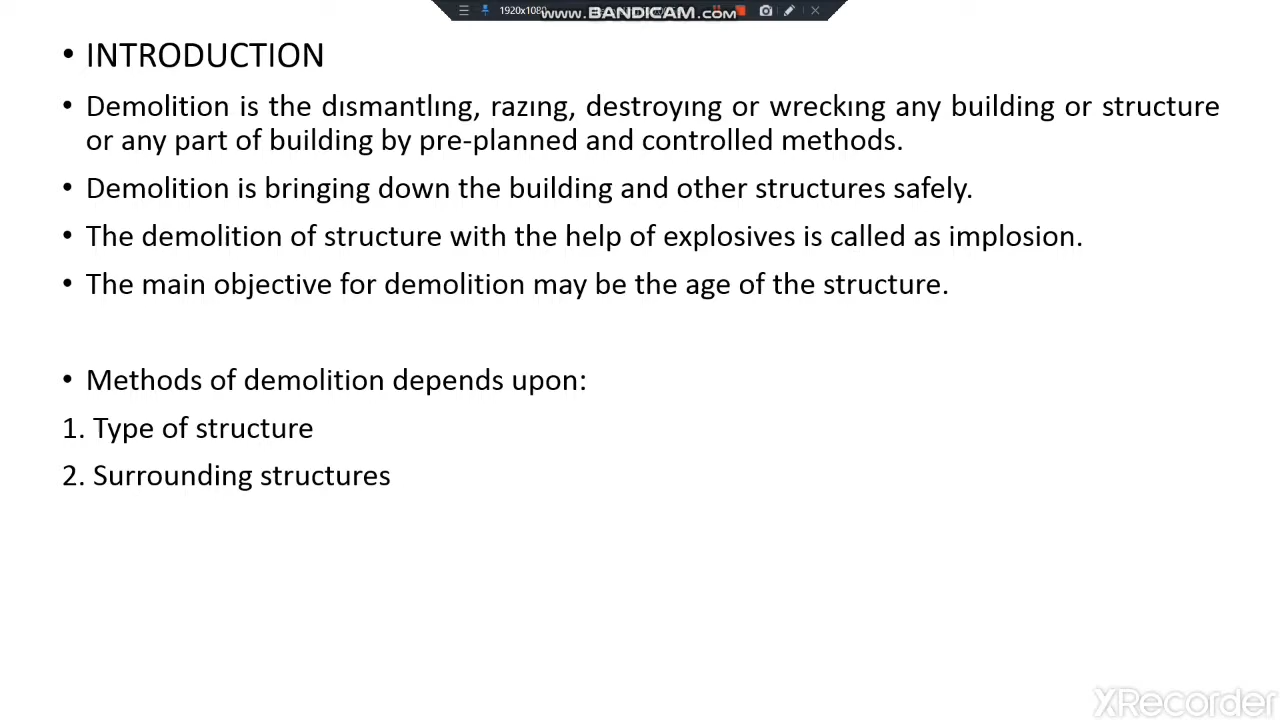 1920x1080
www.BANDICAM.com
• INTRODUCTION
• Demolition is the dısmantlıng, razıng, destroyıng or wreckıng any building or structure
or any part of building by pre-planned and controlled methods.
• Demolition is bringing down the building and other structures safely.
• The demolition of structure with the help of explosives is called as implosion.
• The main objective for demolition may be the age of the structure.
• Methods of demolition depends upon:
1. Type of structure
2. Surrounding structures
XRecorder